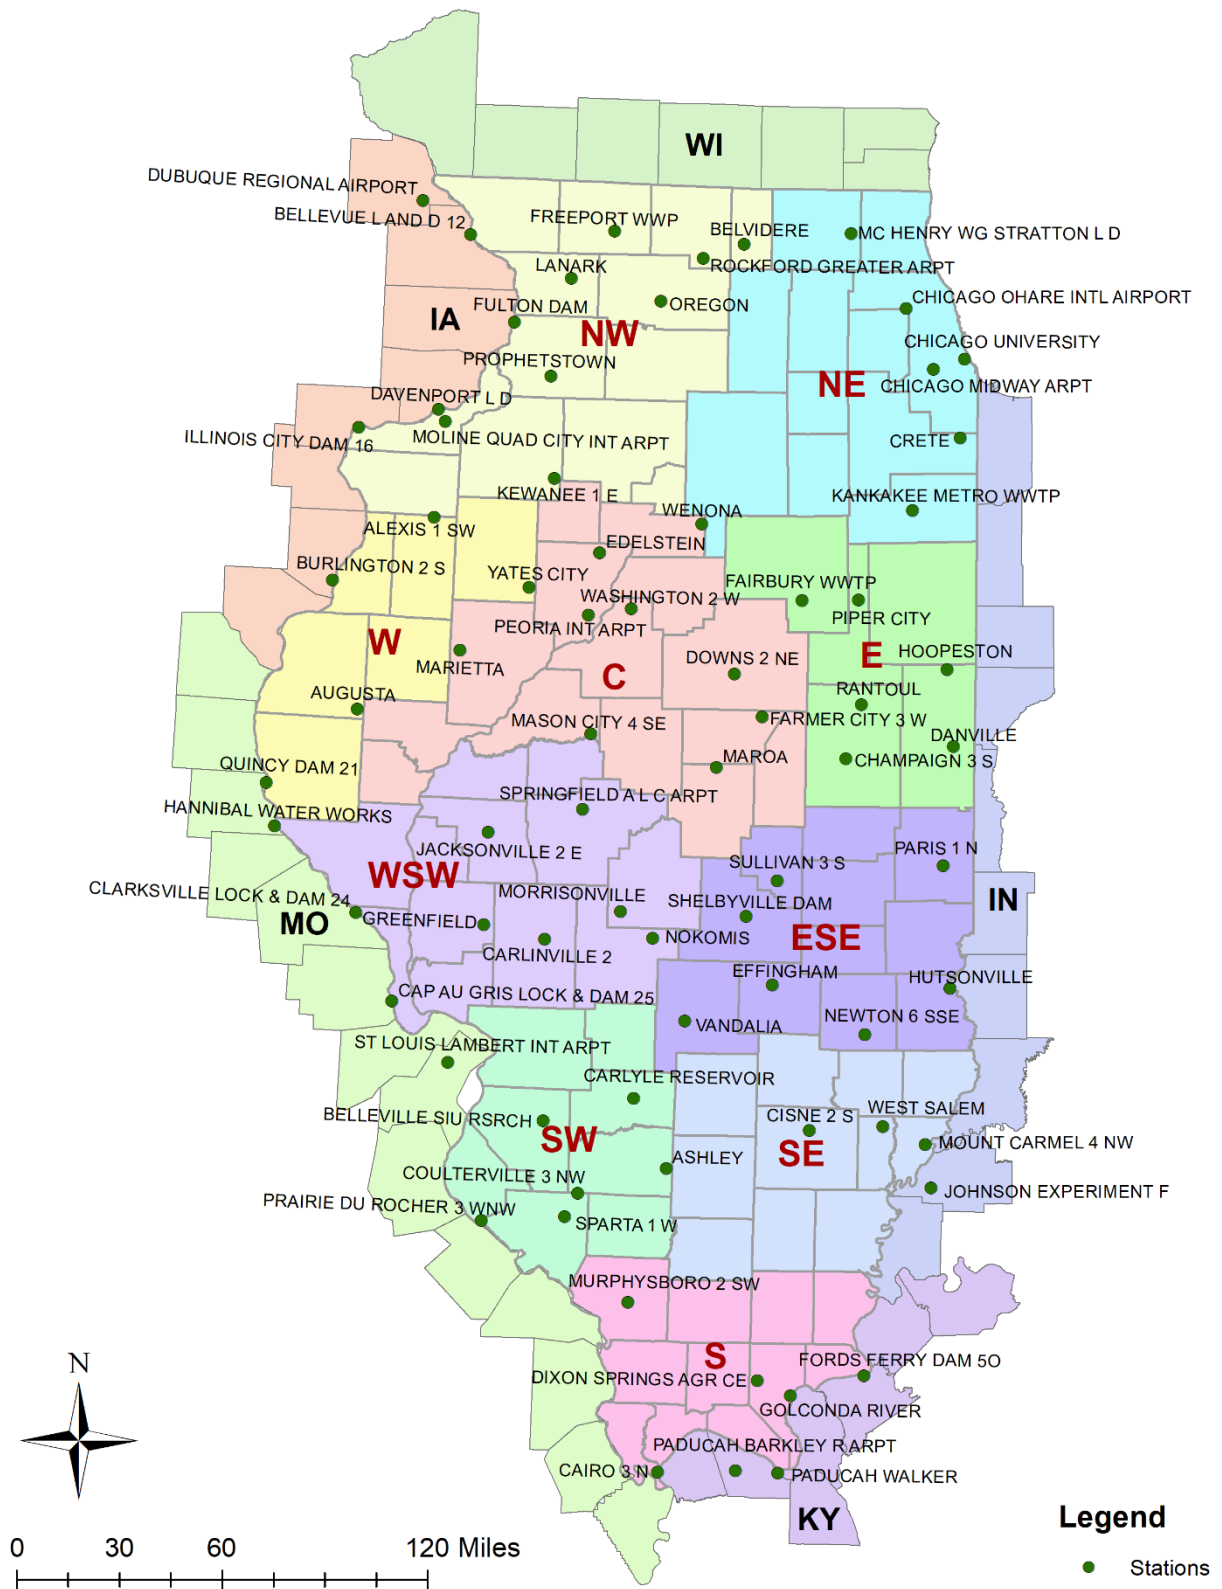 WI
DUBUQUE REGIONAL AIRPORT
BELLEVUE L AND D 12
FREEPORT WWP
BELVIDERE
MC HENRY WG STRATTON L D
LANARK
ROCKFORD GREATER ARPT
FULTON DAM
OREGON
CHICAGO OHARE INTL AIRPORT
IA
NW
CHICAGO UNIVERSITY
PROPHETSTOWN
NE
CHICAGO MIDWAY ARPT
DAVENPORT L D
ILLINOIS CITY DAM 16
MOLINE QUAD CITY INT ARPT
CRETE
KEWANEE 1 E
KANKAKEE METRO WWTP
WENONA
ALEXIS 1 SW
EDELSTEIN
BURLINGTON 2 S
YATES CITY
FAIRBURY WWTP
WASHINGTON 2 W
PIPER CITY
PEORIA INT ARPT
W
MARIETTA
C
DOWNS 2 NE
E
HOOPESTON
AUGUSTA
RANTOUL
MASON CITY 4 SE
FARMER CITY 3 W
DANVILLE
QUINCY DAM 21
MAROA
CHAMPAIGN 3 S
SPRINGFIELD A L C ARPT
HANNIBAL WATER WORKS
JACKSONVILLE 2 E
SULLIVAN 3 S
PARIS 1 N
WSW
CLARKSVILLE LOCK & DAM 24
MORRISONVILLE
SHELBYVILLE DAM
IN
MO
GREENFIELD
NOKOMIS
ESE
CARLINVILLE 2
EFFINGHAM
HUTSONVILLE
CAP AU GRIS LOCK & DAM 25
VANDALIA
NEWTON 6 SSE
ST LOUIS LAMBERT INT ARPT
CARLYLE RESERVOIR
BELLEVILLE SIU RSRCH
CISNE 2 S
WEST SALEM
SW
SE
MOUNT CARMEL 4 NW
ASHLEY
COULTERVILLE 3 NW
JOHNSON EXPERIMENT F
PRAIRIE DU ROCHER 3 WNW
SPARTA 1 W
MURPHYSBORO 2 SW
S
FORDS FERRY DAM 5O
DIXON SPRINGS AGR CE
GOLCONDA RIVER
PADUCAH BARKLEY R ARPT
CAIRO 3 N
PADUCAH WALKER
KY
N
Legend
Stations
0 30 60 120 Miles